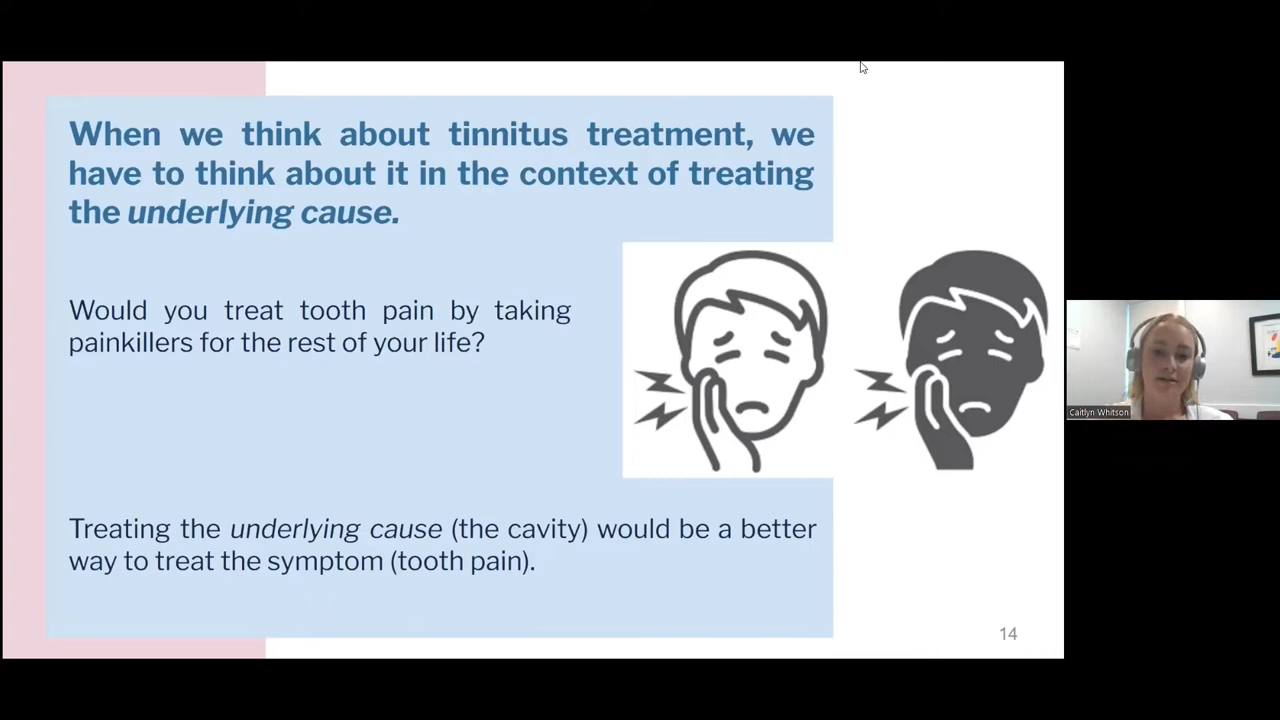 When we think about tinnitus treatment, we
have to think about it in the context of treating
the underlying cause.
Would you treat tooth pain by taking
painkillers for the rest of your life?
Treating the underlying cause (the cavity) would be a better
way to treat the symptom (tooth pain).
14
Caitlyn Whitson